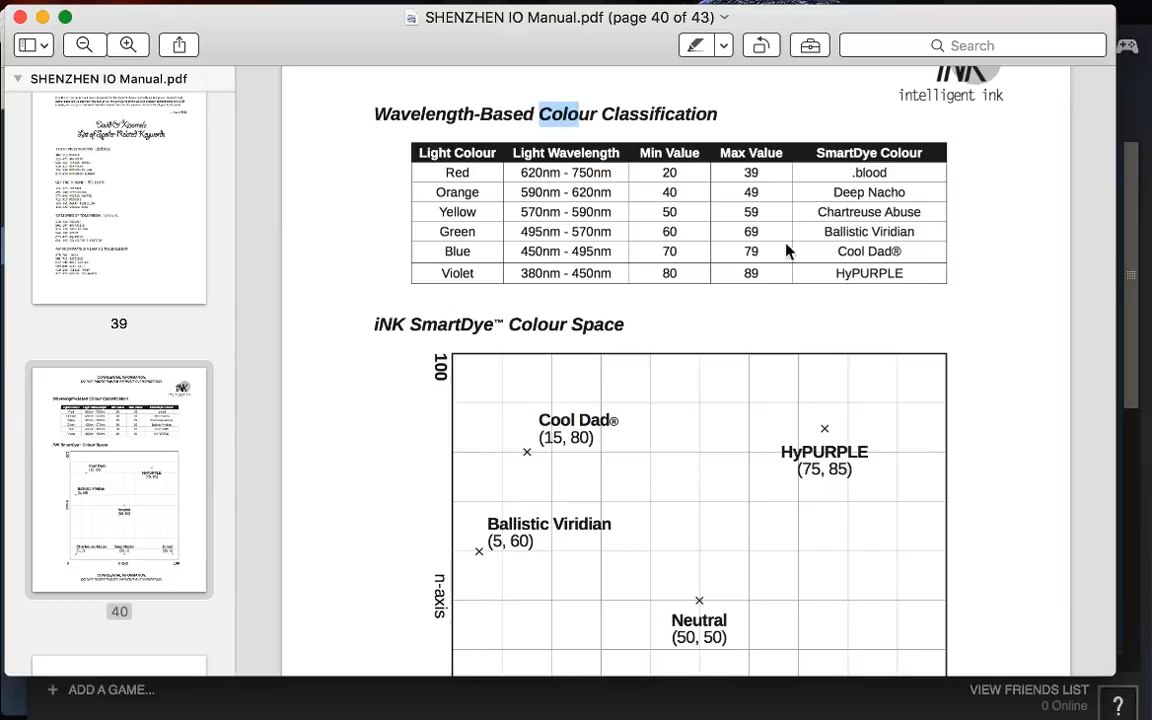 SHENZHEN IO Manual.pdf (page 40 of 43)
Search
SHENZHEN IO Manual.pdf
39
40
iNK
intelligent ink
Wavelength-Based Colour Classification
Light Colour Light Wavelength Min Value Max Value SmartDye Colour
Red 620nm - 750nm 20 39 .blood
Orange 590nm - 620nm 40 49 Deep Nacho
Yellow 570nm - 590nm 50 59 Chartreuse Abuse
Green 495nm - 570nm 60 69 Ballistic Viridian
Blue 450nm - 495nm 70 79 Cool Dad®
Violet 380nm - 450nm 80 89 HyPURPLE
iNK SmartDye™ Colour Space
100
Cool Dad®
(15, 80)
HyPURPLE
(75, 85)
Ballistic Viridian
(5, 60)
n-axis
Neutral
(50, 50)
+ ADD A GAME...
VIEW FRIENDS LIST
0 Online
?